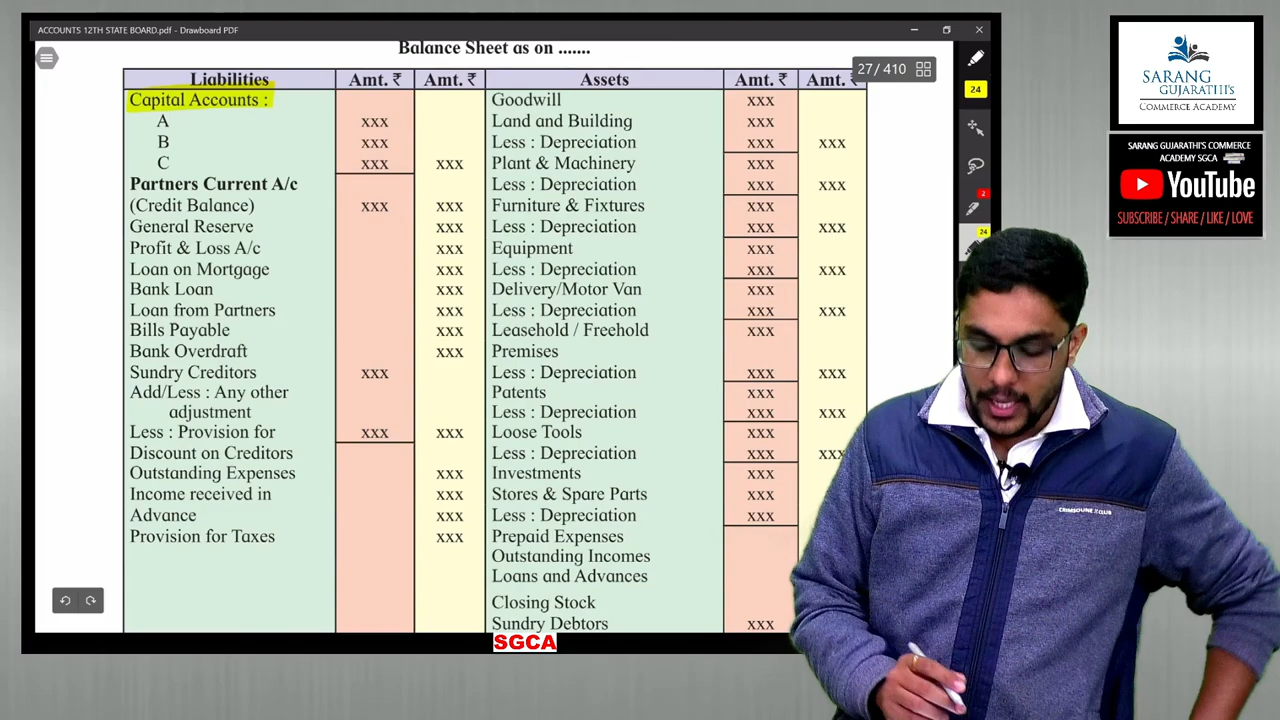 ACCOUNTS 12TH STATE BOARD.pdf - Drawboard PDF
Balance Sheet as on .......
27 / 410
Liabilities Amt. ₹ Amt. ₹ Assets Amt. ₹ Amt. ₹
Capital Accounts : Goodwill xxx
A xxx Land and Building xxx
B xxx Less : Depreciation xxx xxx
C xxx xxx Plant & Machinery xxx
Partners Current A/c Less : Depreciation xxx xxx
(Credit Balance) xxx xxx Furniture & Fixtures xxx
General Reserve xxx Less : Depreciation xxx xxx
Profit & Loss A/c xxx Equipment xxx
Loan on Mortgage xxx Less : Depreciation xxx xxx
Bank Loan xxx Delivery/Motor Van xxx
Loan from Partners xxx Less : Depreciation xxx xxx
Bills Payable xxx Leasehold / Freehold xxx
Bank Overdraft xxx Premises
Sundry Creditors xxx Less : Depreciation xxx xxx
Add/Less : Any other Patents xxx
adjustment Less : Depreciation xxx xxx
Less : Provision for xxx xxx Loose Tools xxx
Discount on Creditors Less : Depreciation xxx xxx
Outstanding Expenses xxx Investments xxx
Income received in xxx Stores & Spare Parts xxx
Advance xxx Less : Depreciation xxx
Provision for Taxes xxx Prepaid Expenses
Outstanding Incomes
Loans and Advances
Closing Stock
Sundry Debtors xxx
SGCA
24
2
24
SARANG
GUJARATHI'S
COMMERCE ACADEMY
SARANG GUJARATHI'S COMMERCE
ACADEMY SGCA
YouTube
SUBSCRIBE / SHARE / LIKE / LOVE